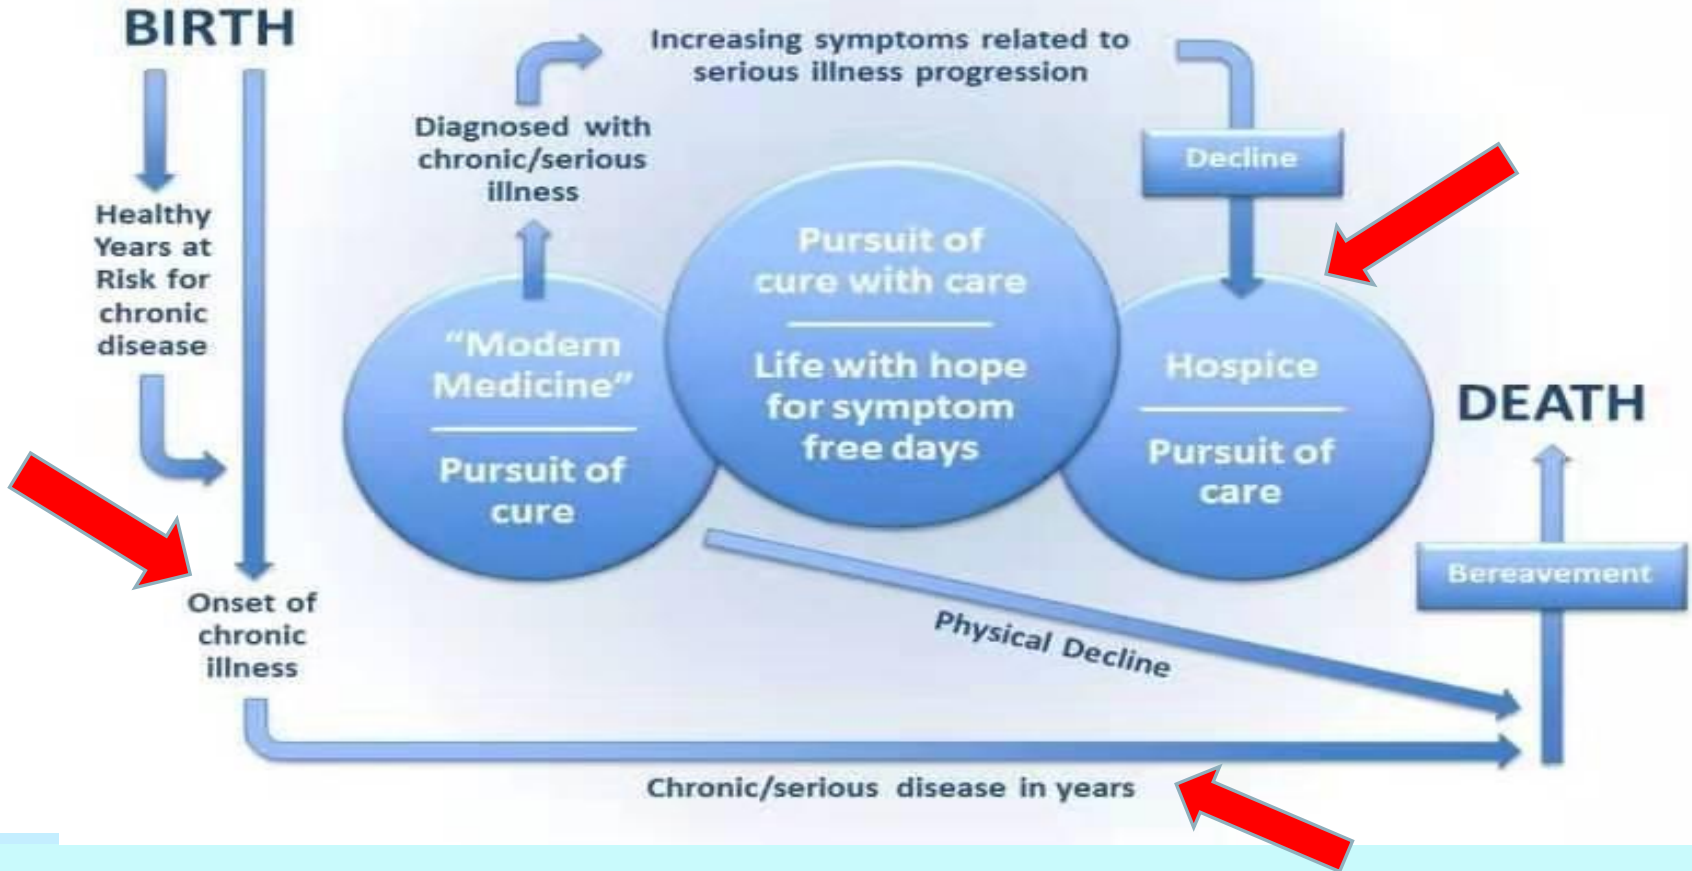 BIRTH
Healthy
Years at
Risk for
chronic
disease
Onset of
chronic
illness
Diagnosed with
chronic/serious
illness
Increasing symptoms related to
serious illness progression
Decline
"Modern
Medicine"
Pursuit of
cure
Pursuit of
cure with care
Life with hope
for symptom
free days
Hospice
Pursuit of
care
DEATH
Bereavement
Physical Decline
Chronic/serious disease in years